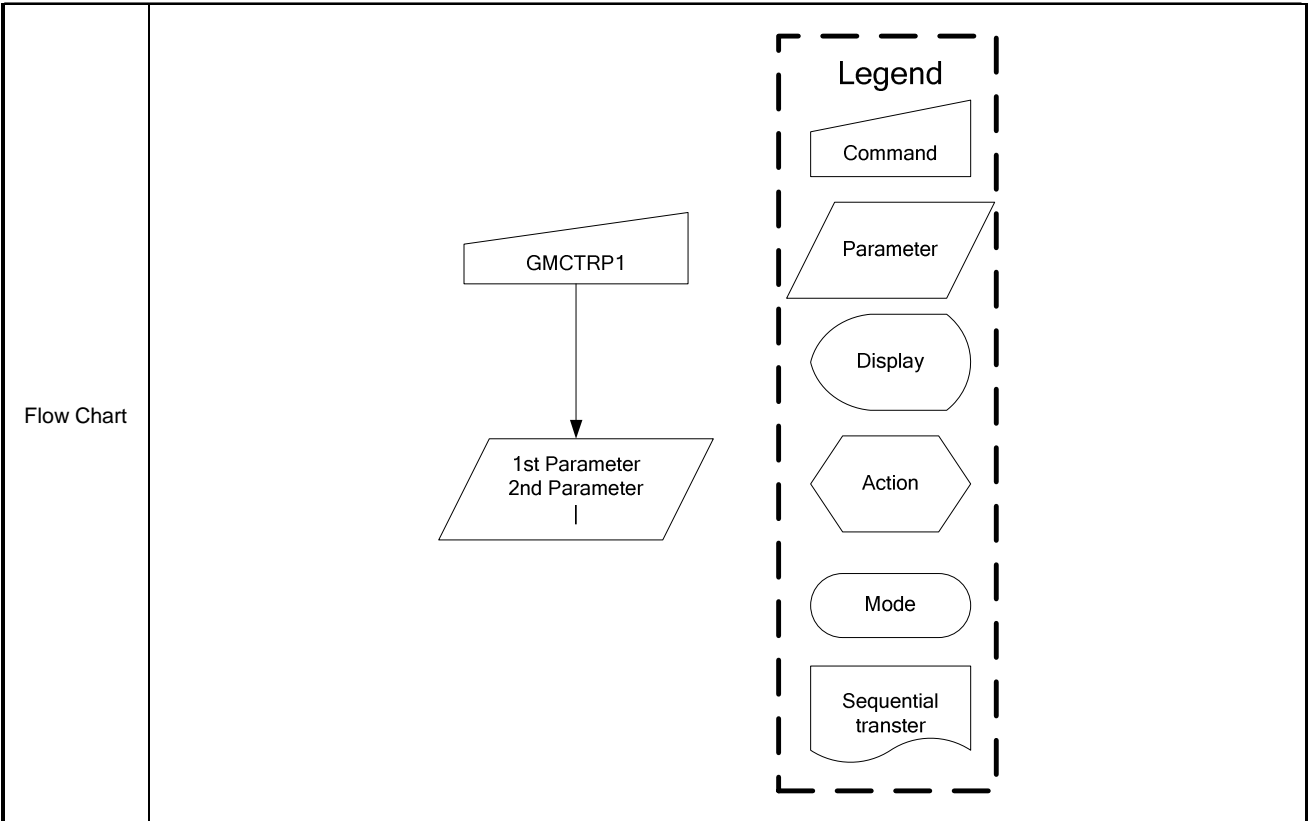 Flow Chart
GMCTRP1
1st Parameter
2nd Parameter
|
Legend
Command
Parameter
Display
Action
Mode
Sequential
transter